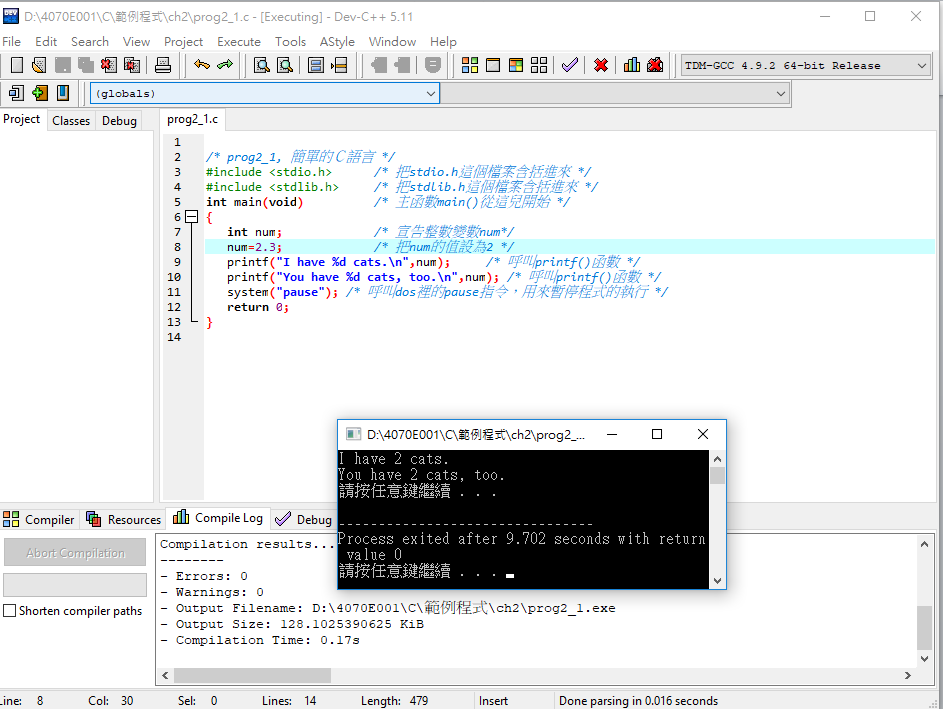 D:\4070E001\C\範例程式\ch2\prog2_1.c - [Executing] - Dev-C++ 5.11
File Edit Search View Project Execute Tools AStyle Window Help
TDM-GCC 4.9.2 64-bit Release
(globals)
Project Classes Debug
prog2_1.c
1
2 /* prog2_1, 簡單的Ｃ語言 */
3 #include <stdio.h> /* 把stdio.h這個檔案含括進來 */
4 #include <stdlib.h> /* 把stdlib.h這個檔案含括進來 */
5 int main(void) /* 主函數main()從這兒開始 */
6 {
7 int num; /* 宣告整數變數num*/
8 num=2.3; /* 把num的值設為2 */
9 printf("I have %d cats.\n",num); /* 呼叫printf()函數 */
10 printf("You have %d cats, too.\n",num); /* 呼叫printf()函數 */
11 system("pause"); /* 呼叫dos裡的pause指令，用來暫停程式的執行 */
12 return 0;
13 }
14
D:\4070E001\C\範例程式\ch2\prog2_...
I have 2 cats.
You have 2 cats, too.
請按任意鍵繼續 . . .
--------------------------------
Process exited after 9.702 seconds with return
value 0
請按任意鍵繼續 . . .
Compiler Resources Compile Log Debug
Abort Compilation
Shorten compiler paths
Compilation results...
--------
- Errors: 0
- Warnings: 0
- Output Filename: D:\4070E001\C\範例程式\ch2\prog2_1.exe
- Output Size: 128.1025390625 KiB
- Compilation Time: 0.17s
Line: 8 Col: 30 Sel: 0 Lines: 14 Length: 479 Insert Done parsing in 0.016 seconds